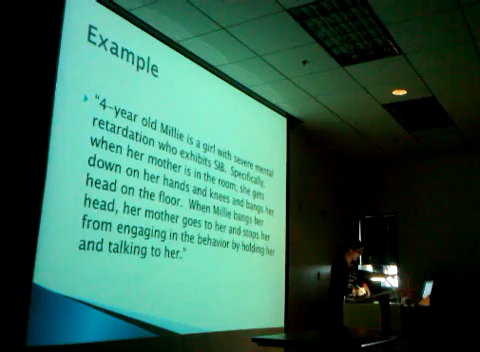 Example
"4-year old Millie is a girl with severe mental
retardation who exhibits SIB. Specifically,
when her mother is in the room, she gets
down on her hands and knees and bangs her
head on the floor. When Millie bangs her
head, her mother goes to her and stops her
from engaging in the behavior by holding her
and talking to her."